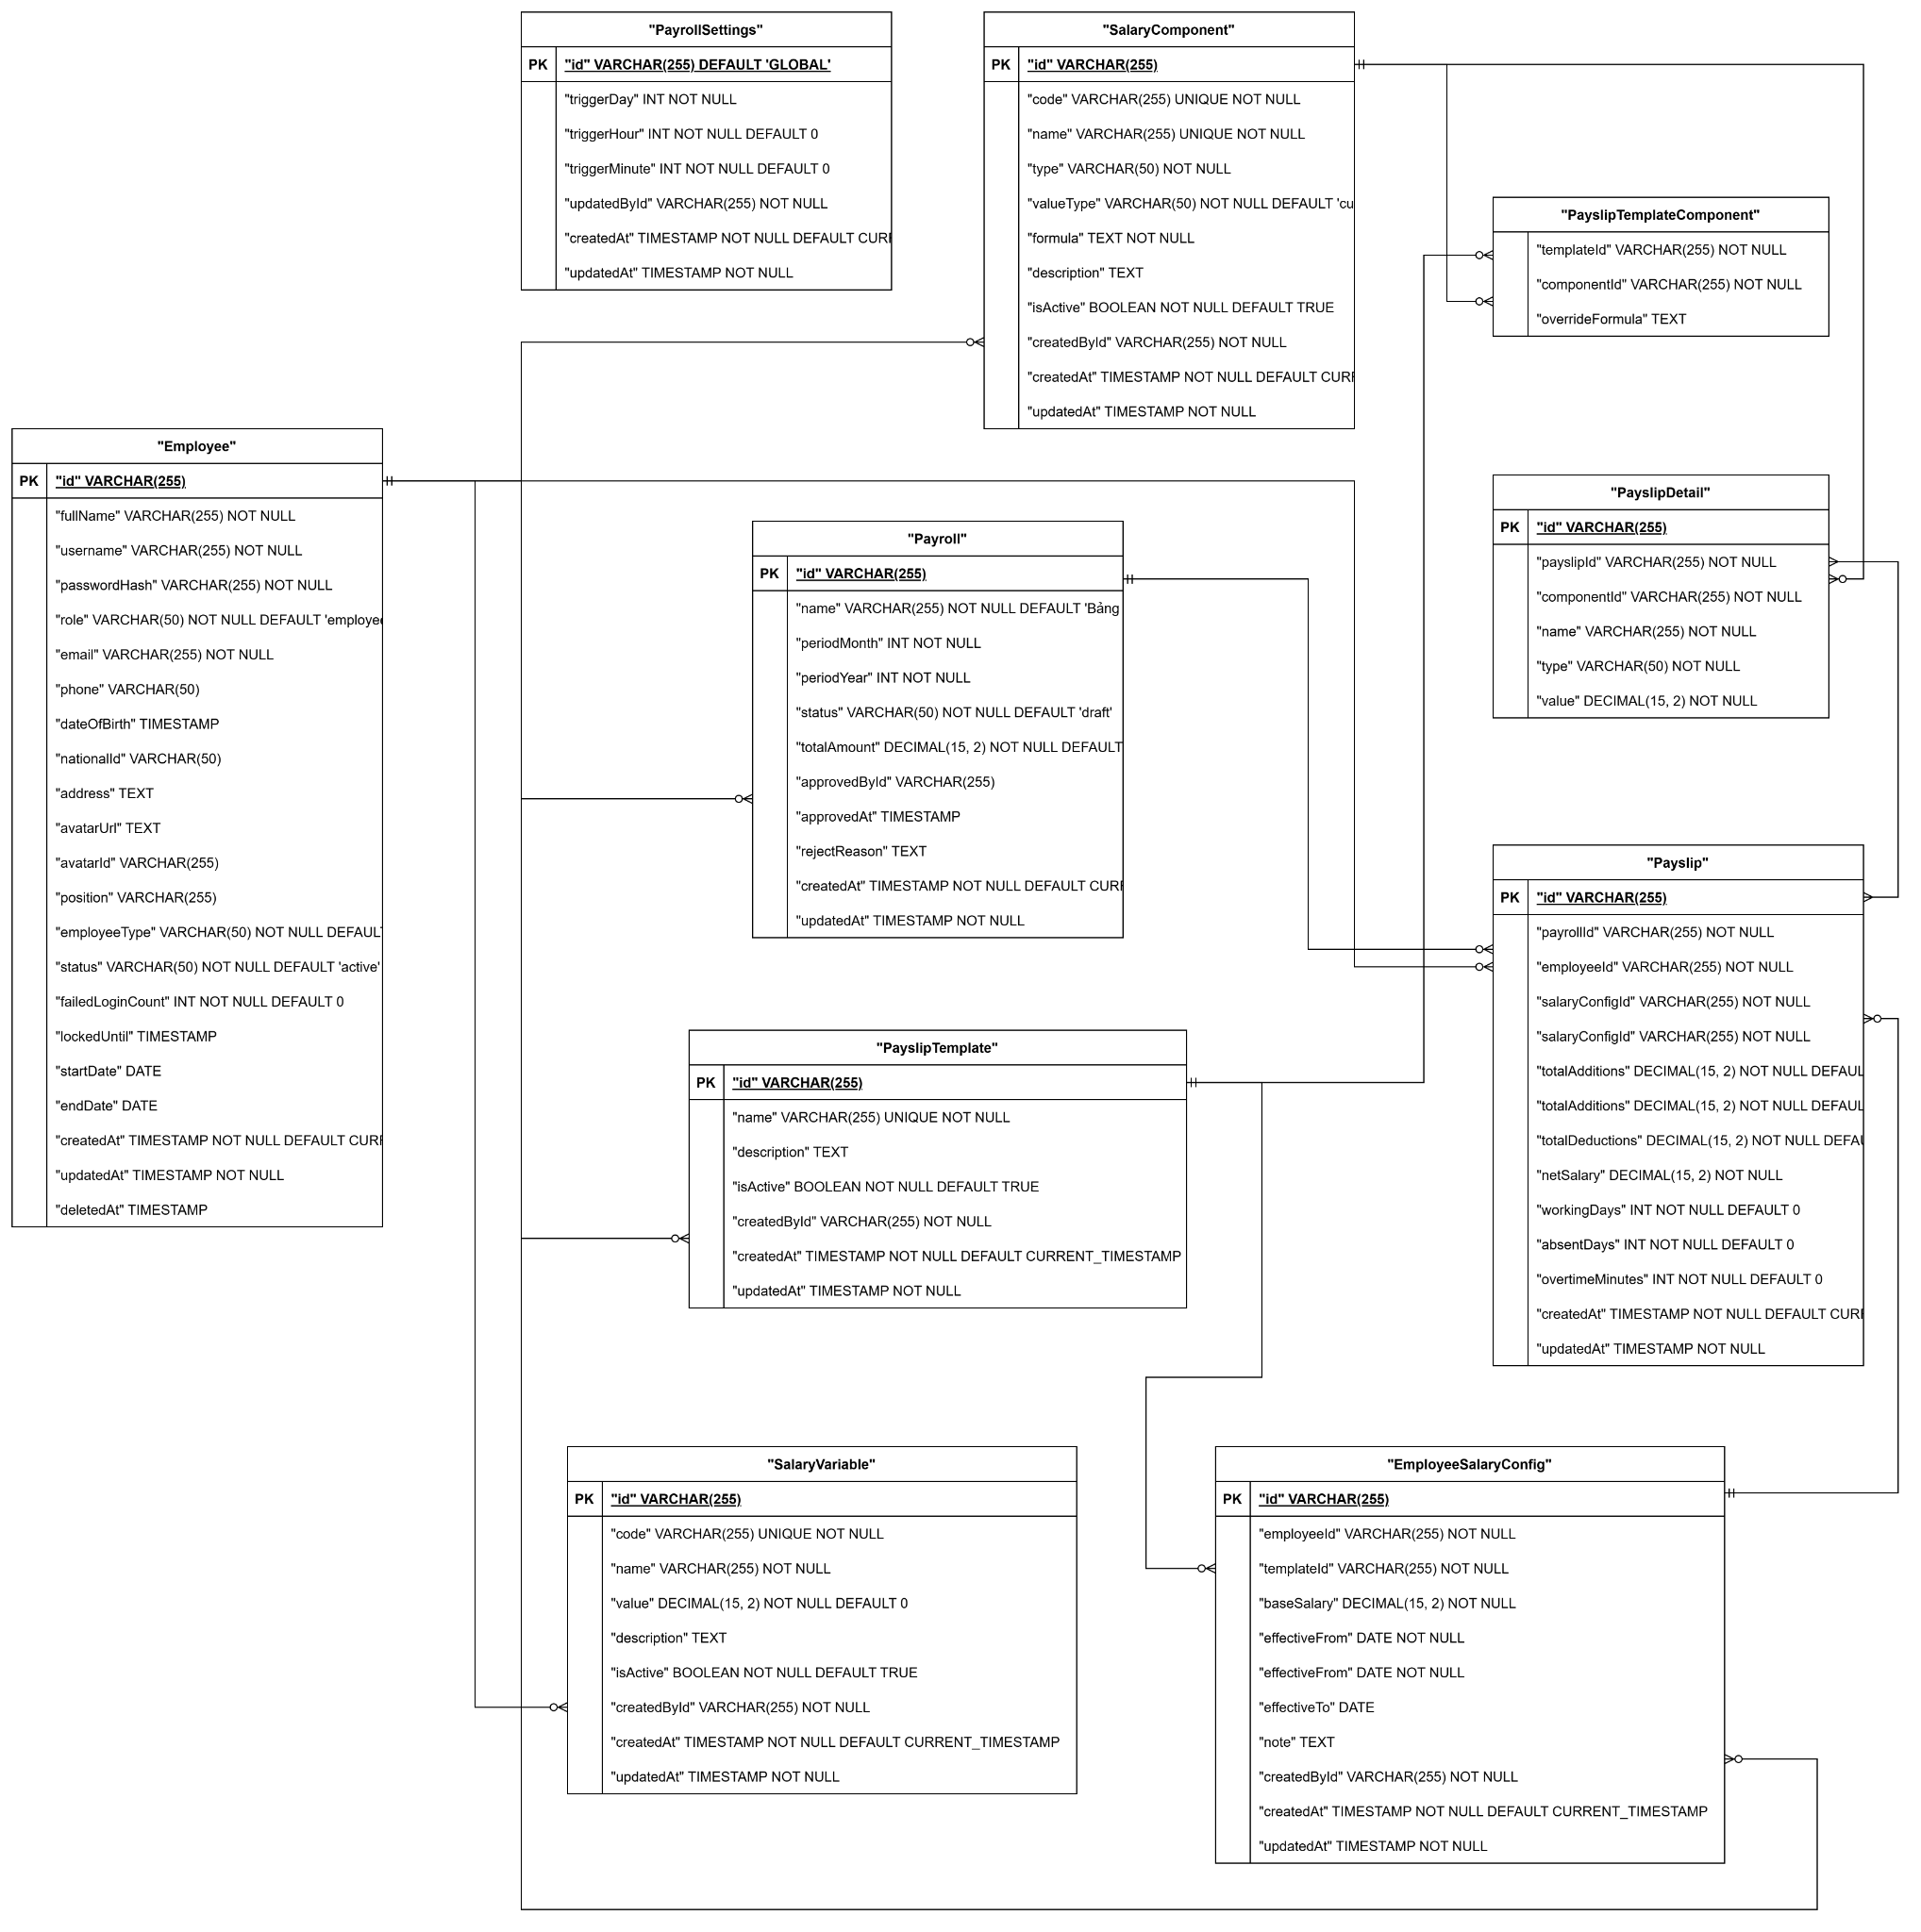 "PayrollSettings"
PK "id" VARCHAR(255) DEFAULT 'GLOBAL'
"triggerDay" INT NOT NULL
"triggerHour" INT NOT NULL DEFAULT 0
"triggerMinute" INT NOT NULL DEFAULT 0
"updatedById" VARCHAR(255) NOT NULL
"createdAt" TIMESTAMP NOT NULL DEFAULT
"updatedAt" TIMESTAMP NOT NULL
"SalaryComponent"
PK "id" VARCHAR(255)
"code" VARCHAR(255) UNIQUE NOT NULL
"name" VARCHAR(255) UNIQUE NOT NULL
"type" VARCHAR(50) NOT NULL
"valueType" VARCHAR(50) NOT NULL DEFAULT 'cu
"formula" TEXT NOT NULL
"description" TEXT
"isActive" BOOLEAN NOT NULL DEFAULT TRUE
"createdById" VARCHAR(255) NOT NULL
"createdAt" TIMESTAMP NOT NULL DEFAULT
"updatedAt" TIMESTAMP NOT NULL
"PayslipTemplateComponent"
"templateId" VARCHAR(255) NOT NULL
"componentId" VARCHAR(255) NOT NULL
"overrideFormula" TEXT
"Employee"
PK "id" VARCHAR(255)
"fullName" VARCHAR(255) NOT NULL
"username" VARCHAR(255) NOT NULL
"passwordHash" VARCHAR(255) NOT NULL
"role" VARCHAR(50) NOT NULL DEFAULT 'employee
"email" VARCHAR(255) NOT NULL
"phone" VARCHAR(50)
"dateOfBirth" TIMESTAMP
"nationalId" VARCHAR(50)
"address" TEXT
"avatarUrl" TEXT
"avatarId" VARCHAR(255)
"position" VARCHAR(255)
"employeeType" VARCHAR(50) NOT NULL DEFAUL
"status" VARCHAR(50) NOT NULL DEFAULT 'active'
"failedLoginCount" INT NOT NULL DEFAULT 0
"lockedUntil" TIMESTAMP
"startDate" DATE
"endDate" DATE
"createdAt" TIMESTAMP NOT NULL DEFAULT
"updatedAt" TIMESTAMP NOT NULL
"deletedAt" TIMESTAMP
"Payroll"
PK "id" VARCHAR(255)
"name" VARCHAR(255) NOT NULL DEFAULT 'Bảng
"periodMonth" INT NOT NULL
"periodYear" INT NOT NULL
"status" VARCHAR(50) NOT NULL DEFAULT 'draft'
"totalAmount" DECIMAL(15, 2) NOT NULL DEFAULT
"approvedById" VARCHAR(255)
"approvedAt" TIMESTAMP
"rejectReason" TEXT
"createdAt" TIMESTAMP NOT NULL DEFAULT
"updatedAt" TIMESTAMP NOT NULL
"PayslipDetail"
PK "id" VARCHAR(255)
"payslipId" VARCHAR(255) NOT NULL
"componentId" VARCHAR(255) NOT NULL
"name" VARCHAR(255) NOT NULL
"type" VARCHAR(50) NOT NULL
"value" DECIMAL(15, 2) NOT NULL
"Payslip"
PK "id" VARCHAR(255)
"payrollId" VARCHAR(255) NOT NULL
"employeeId" VARCHAR(255) NOT NULL
"salaryConfigId" VARCHAR(255) NOT NULL
"salaryConfigId" VARCHAR(255) NOT NULL
"totalAdditions" DECIMAL(15, 2) NOT NULL DEFAUL
"totalAdditions" DECIMAL(15, 2) NOT NULL DEFAUL
"totalDeductions" DECIMAL(15, 2) NOT NULL
"netSalary" DECIMAL(15, 2) NOT NULL
"workingDays" INT NOT NULL DEFAULT 0
"absentDays" INT NOT NULL DEFAULT 0
"overtimeMinutes" INT NOT NULL DEFAULT 0
"createdAt" TIMESTAMP NOT NULL DEFAULT
"updatedAt" TIMESTAMP NOT NULL
"PayslipTemplate"
PK "id" VARCHAR(255)
"name" VARCHAR(255) UNIQUE NOT NULL
"description" TEXT
"isActive" BOOLEAN NOT NULL DEFAULT TRUE
"createdById" VARCHAR(255) NOT NULL
"createdAt" TIMESTAMP NOT NULL DEFAULT CURRENT_TIMESTAMP
"updatedAt" TIMESTAMP NOT NULL
"SalaryVariable"
PK "id" VARCHAR(255)
"code" VARCHAR(255) UNIQUE NOT NULL
"name" VARCHAR(255) NOT NULL
"value" DECIMAL(15, 2) NOT NULL DEFAULT 0
"description" TEXT
"isActive" BOOLEAN NOT NULL DEFAULT TRUE
"createdById" VARCHAR(255) NOT NULL
"createdAt" TIMESTAMP NOT NULL DEFAULT CURRENT_TIMESTAMP
"updatedAt" TIMESTAMP NOT NULL
"EmployeeSalaryConfig"
PK "id" VARCHAR(255)
"employeeId" VARCHAR(255) NOT NULL
"templateId" VARCHAR(255) NOT NULL
"baseSalary" DECIMAL(15, 2) NOT NULL
"effectiveFrom" DATE NOT NULL
"effectiveFrom" DATE NOT NULL
"effectiveTo" DATE
"note" TEXT
"createdById" VARCHAR(255) NOT NULL
"createdAt" TIMESTAMP NOT NULL DEFAULT CURRENT_TIMESTAMP
"updatedAt" TIMESTAMP NOT NULL